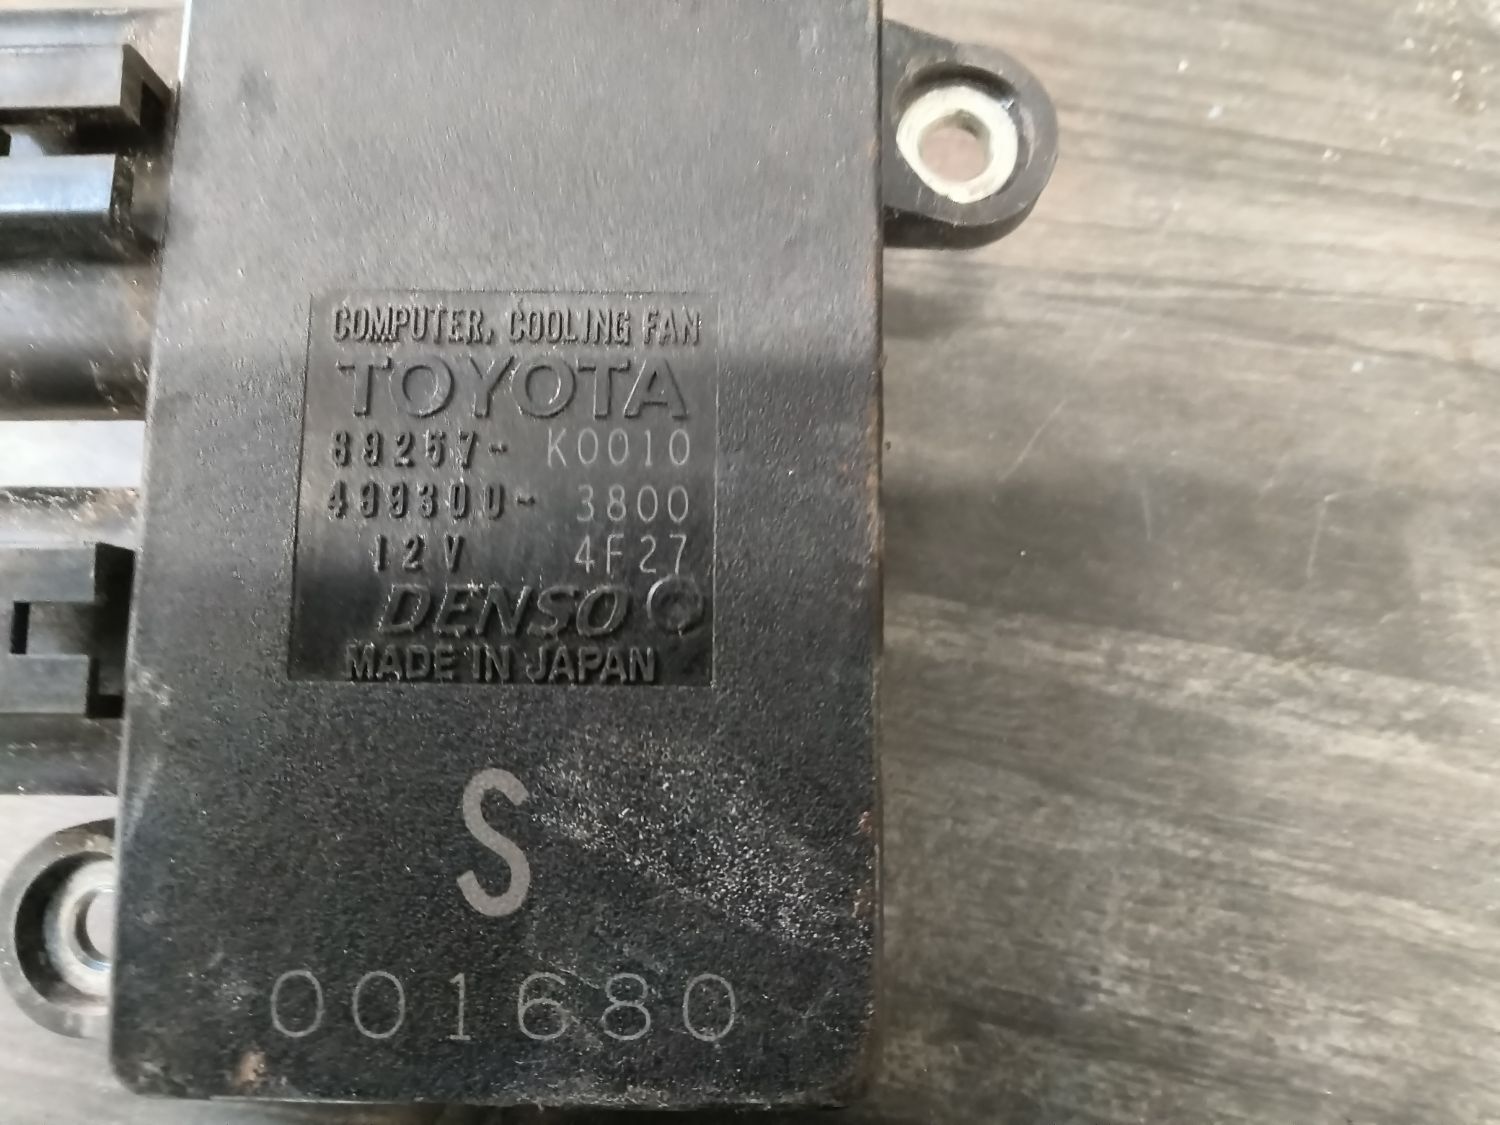 COMPUTER, COOLING FAN
TOYOTA
89257- K0010
499300- 3800
12V 4F27
DENSO
MADE IN JAPAN
S
001680